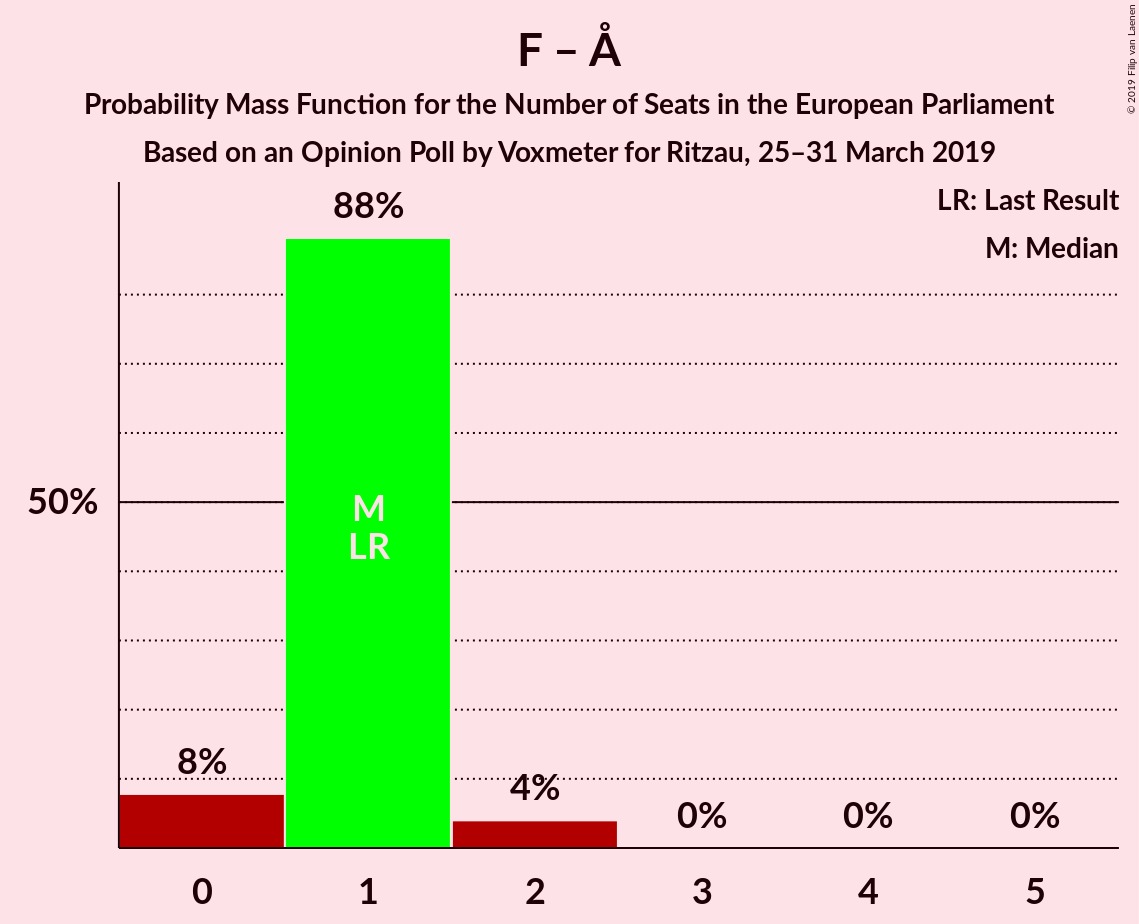 F – Å
Probability Mass Function for the Number of Seats in the European Parliament
Based on an Opinion Poll by Voxmeter for Ritzau, 25–31 March 2019
© 2019 Filip van Laenen
LR: Last Result
M: Median
88%
50%
M
LR
8%
4%
0%
0%
0%
0
1
2
3
4
5